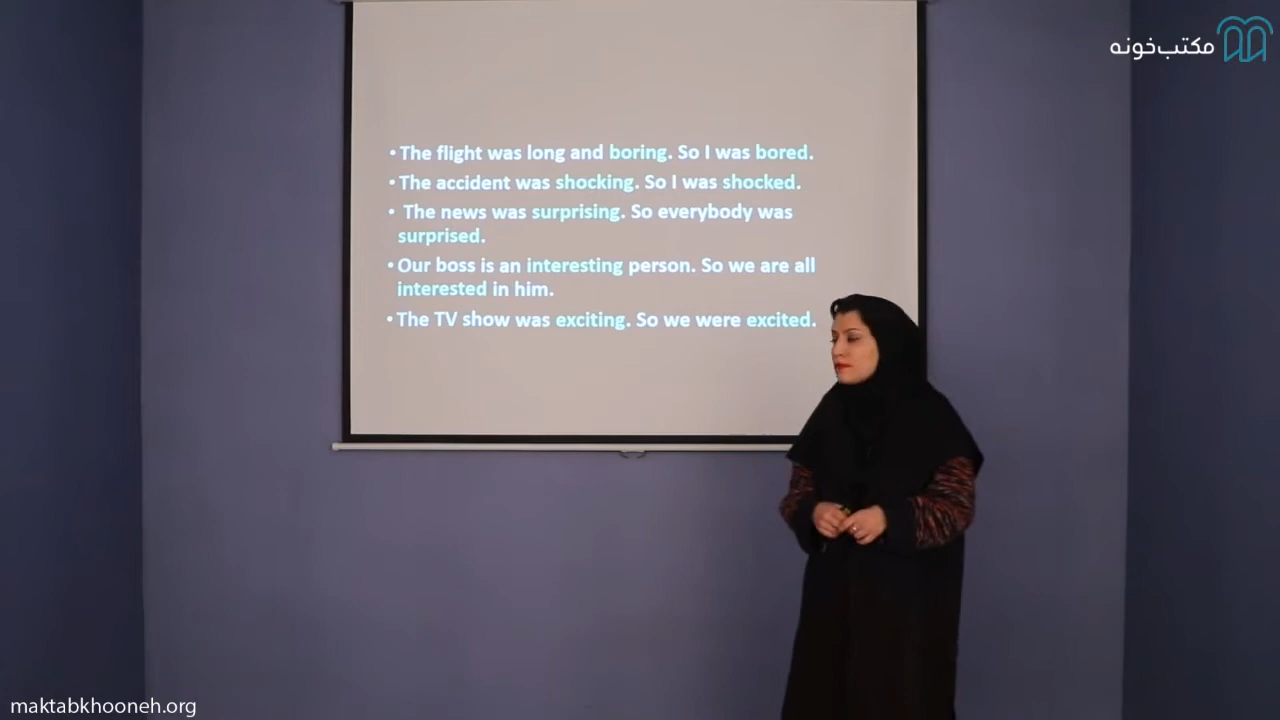 مکتب‌خونه
• The flight was long and boring. So I was bored.
• The accident was shocking. So I was shocked.
• The news was surprising. So everybody was
surprised.
• Our boss is an interesting person. So we are all
interested in him.
• The TV show was exciting. So we were excited.
maktabkhooneh.org